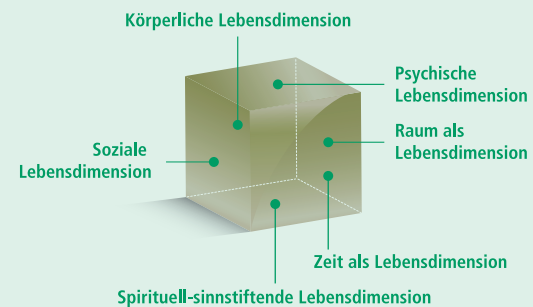 Körperliche Lebensdimension
Psychische
Lebensdimension
Raum als
Lebensdimension
Soziale
Lebensdimension
Zeit als Lebensdimension
Spirituell-sinnstiftende Lebensdimension